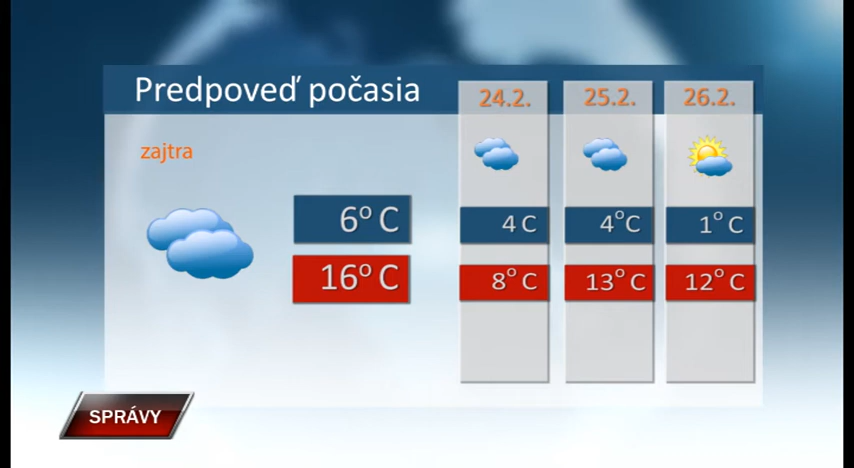 Predpoveď počasia
zajtra
6° C
16° C
24.2. 25.2. 26.2.
4 C 4°C 1° C
8° C 13° C 12° C
SPRÁVY